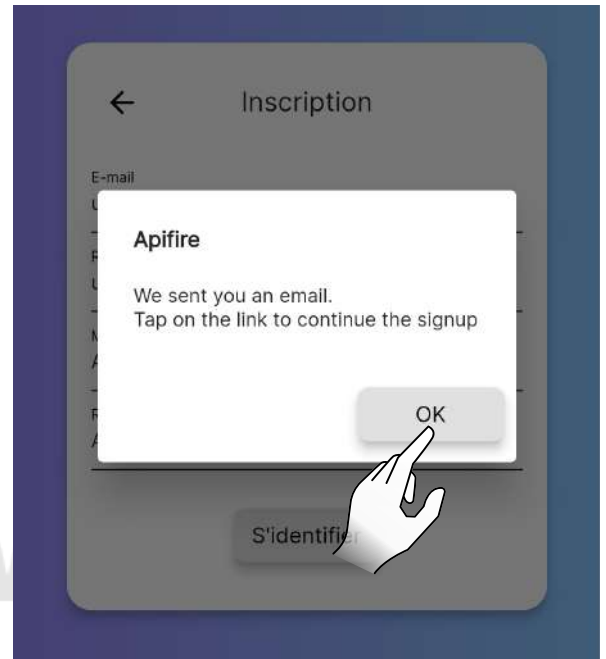 Inscription
E-mail
Apifire
We sent you an email.
Tap on the link to continue the signup
OK
S'identifier